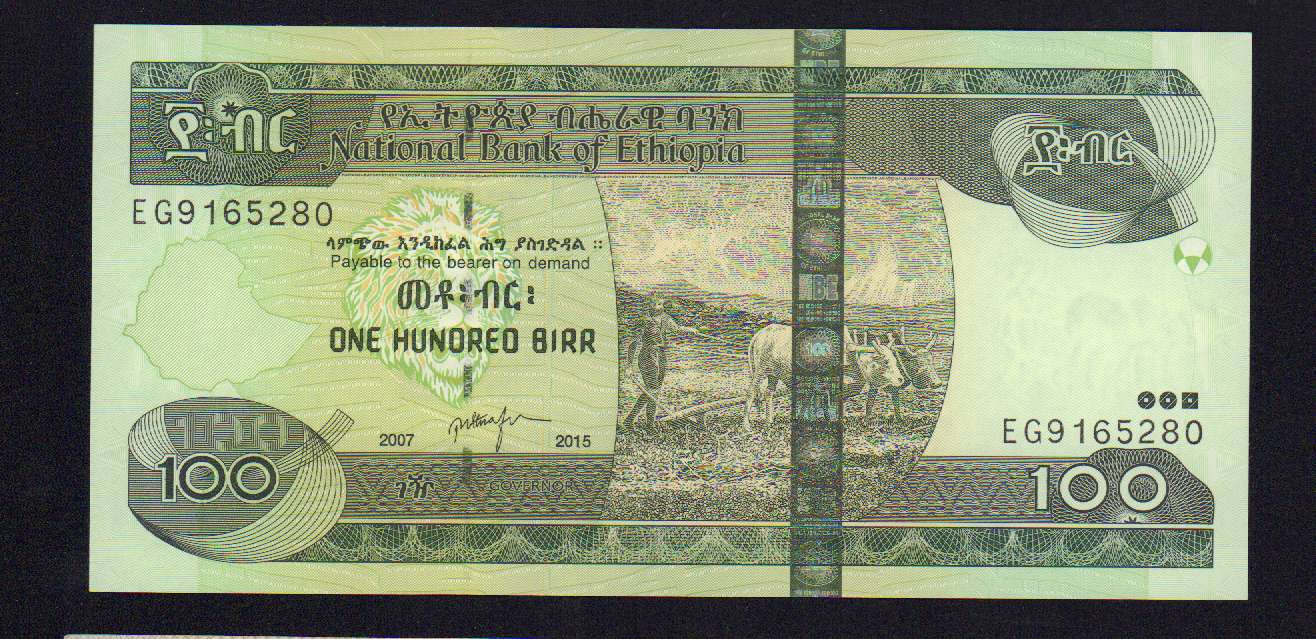 ፻፡ብር
የኢትዮጵያ ብሔራዊ ባንክ
National Bank of Ethiopia
፻፡ብር
EG9165280
ላምጭው እንዲከፈል ሕግ ያስገድዳል ።
Payable to the bearer on demand
መቶ፡ብር፡
ONE HUNDRED BIRR
2007
2015
EG9165280
100
ገዥ
GOVERNOR
100